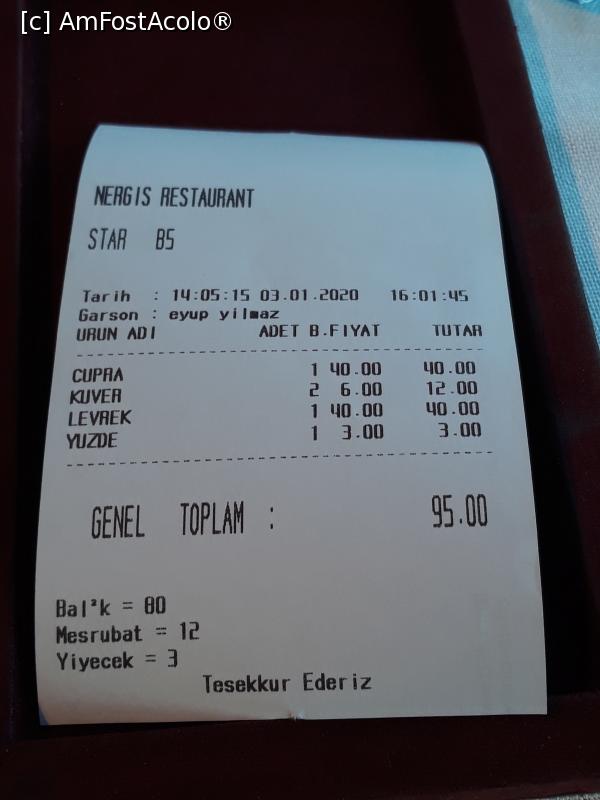 [c] AmFostAcolo®
NERGIS RESTAURANT
STAR B5
Tarih : 14:05:15 03.01.2020 16:01:45
Garson : eyup yilmaz
URUN ADI ADET B.FIYAT TUTAR
CUPRA 1 40.00 40.00
KUVER 2 6.00 12.00
LEVREK 1 40.00 40.00
YUZDE 1 3.00 3.00
GENEL TOPLAM : 95.00
Bal²k = 80
Mesrubat = 12
Yiyecek = 3
Tesekkur Ederiz